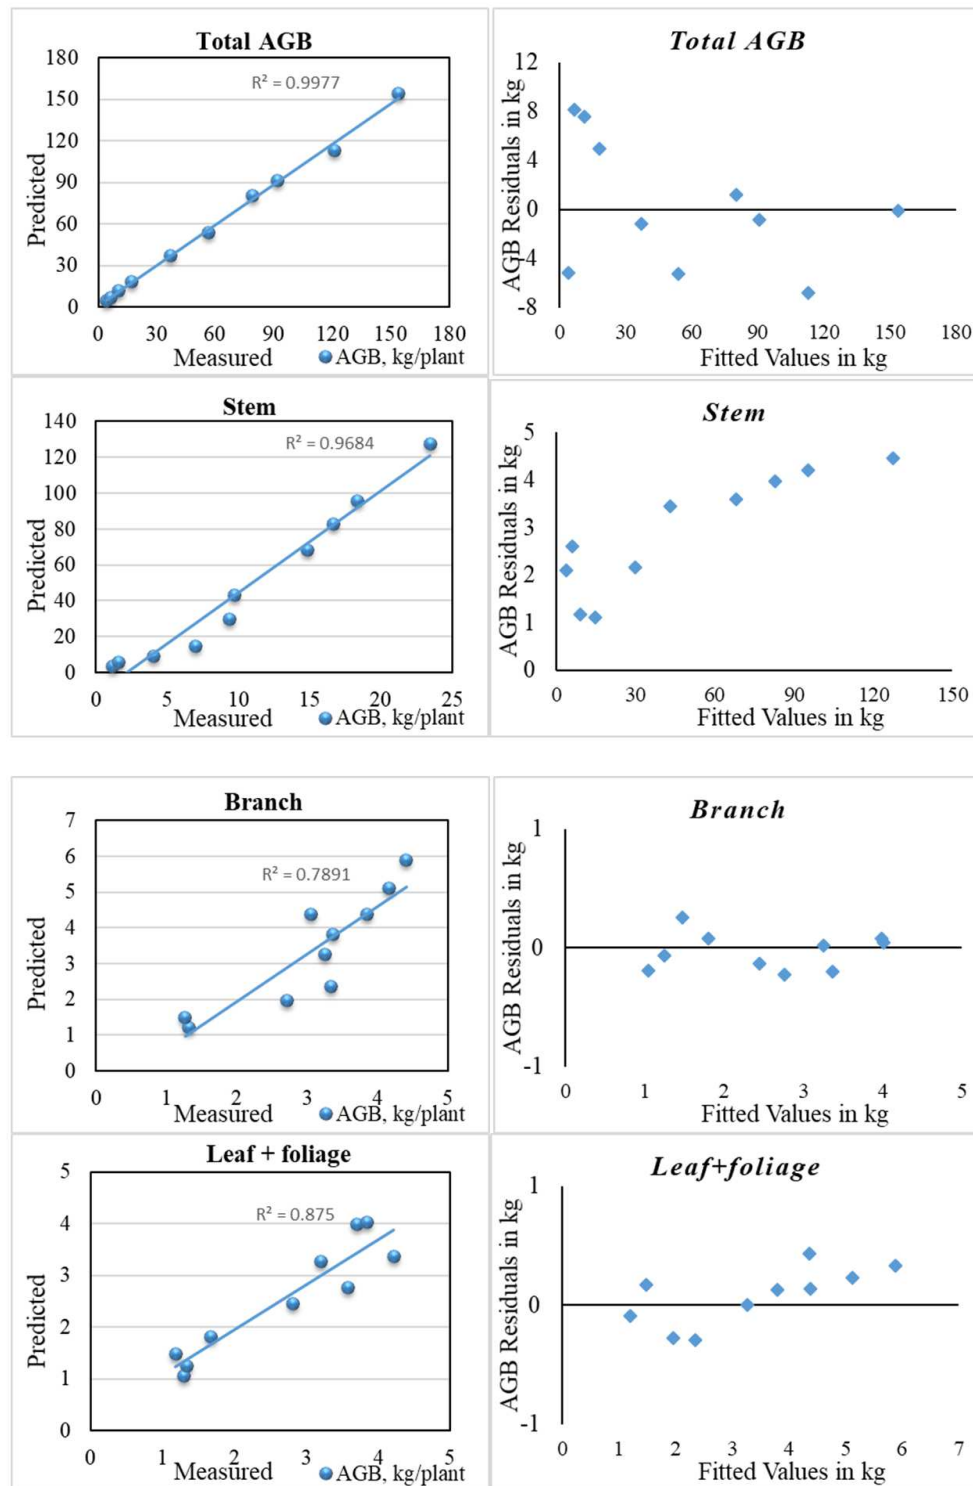 Total AGB
R² = 0.9977
180
150
120
90
60
30
0
Predicted
0 30 60 90 120 150 180
Measured
AGB, kg/plant
Total AGB
12
8
4
0
-4
-8
AGB Residuals in kg
0 30 60 90 120 150 180
Fitted Values in kg
Stem
R² = 0.9684
140
120
100
80
60
40
20
0
Predicted
0 5 10 15 20 25
Measured
AGB, kg/plant
Stem
5
4
3
2
1
0
AGB Residuals in kg
0 30 60 90 120 150
Fitted Values in kg
Branch
R² = 0.7891
7
6
5
4
3
2
1
0
Predicted
0 1 2 3 4 5
Measured
AGB, kg/plant
Branch
1
0
-1
AGB Residuals in kg
0 1 2 3 4 5
Fitted Values in kg
Leaf + foliage
R² = 0.875
5
4
3
2
1
0
Predicted
0 1 2 3 4 5
Measured
AGB, kg/plant
Leaf+foliage
1
0
-1
AGB Residuals in kg
0 1 2 3 4 5 6 7
Fitted Values in kg